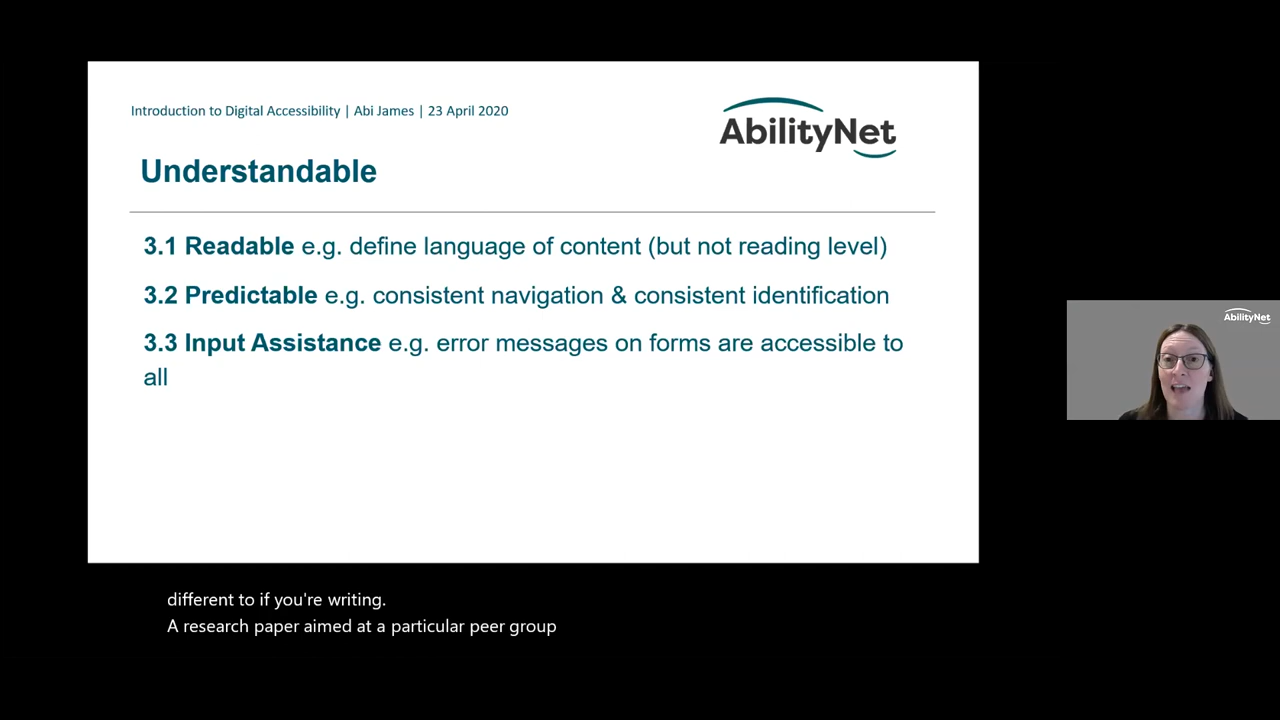 Introduction to Digital Accessibility | Abi James | 23 April 2020
AbilityNet
Understandable
3.1 Readable e.g. define language of content (but not reading level)
3.2 Predictable e.g. consistent navigation & consistent identification
3.3 Input Assistance e.g. error messages on forms are accessible to
all
AbilityNet
different to if you're writing.
A research paper aimed at a particular peer group